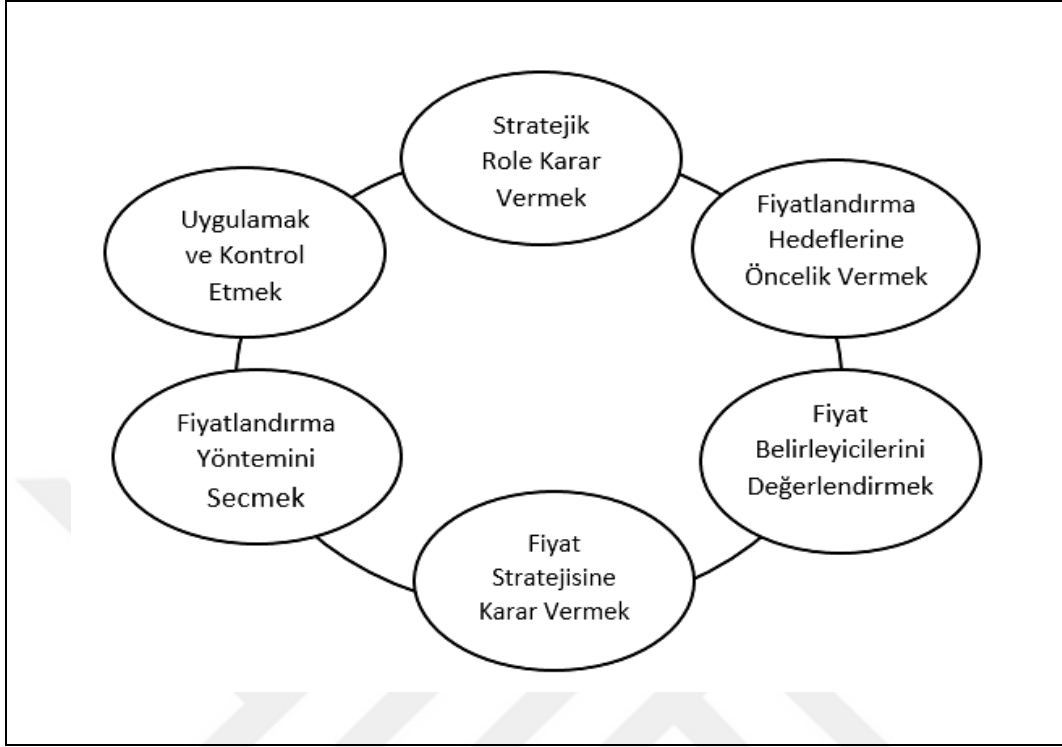 Stratejik
Role Karar
Vermek
Fiyatlandırma
Hedeflerine
Öncelik Vermek
Fiyat
Belirleyicilerini
Değerlendirmek
Fiyat
Stratejisine
Karar Vermek
Fiyatlandırma
Yöntemini
Secmek
Uygulamak
ve Kontrol
Etmek